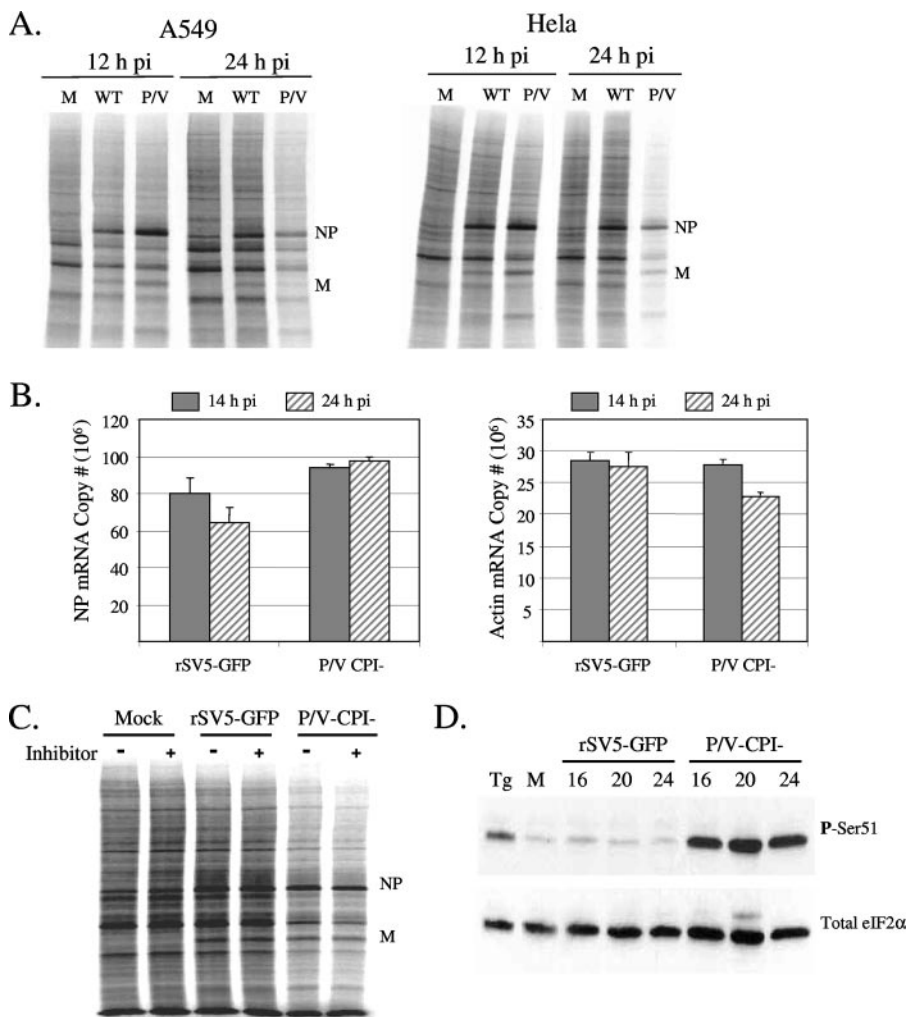 A.
A549
Hela
12 h pi 24 h pi
12 h pi 24 h pi
M WT P/V M WT P/V
M WT P/V M WT P/V
NP
M
NP
M
B.
14 h pi 24 h pi
NP mRNA Copy # (10⁶)
120
100
80
60
40
20
rSV5-GFP P/V CPI-
14 h pi 24 h pi
Actin mRNA Copy # (10⁶)
35
30
25
20
15
10
5
rSV5-GFP P/V CPI-
C.
Mock rSV5-GFP P/V-CPI-
Inhibitor - + - + - +
NP
M
D.
rSV5-GFP P/V-CPI-
Tg M 16 20 24 16 20 24
P-Ser51
Total eIF2α